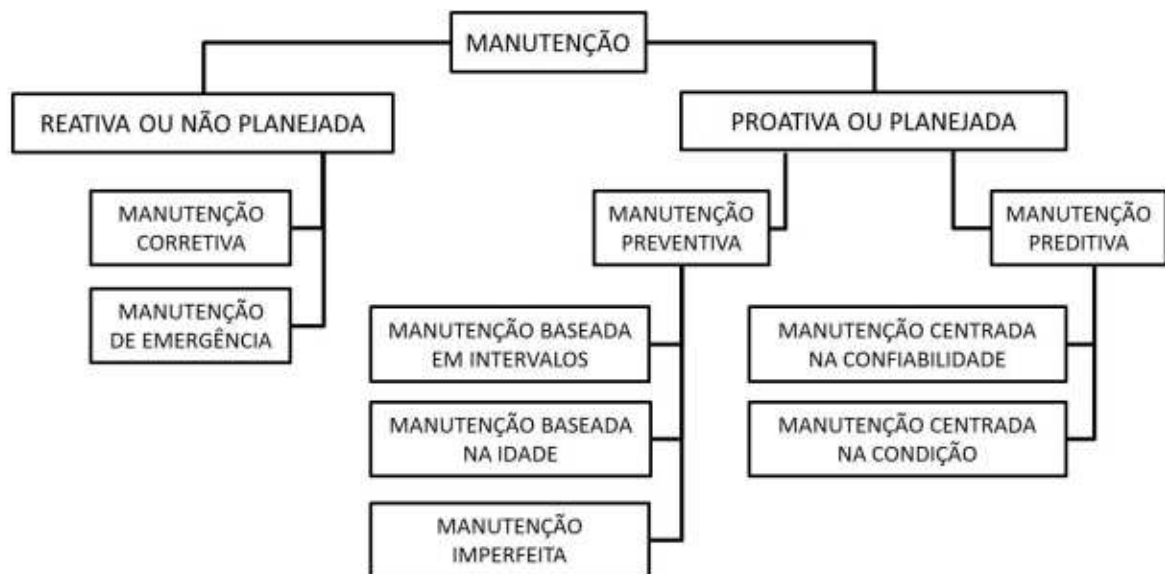 MANUTENÇÃO
REATIVA OU NÃO PLANEJADA
PROATIVA OU PLANEJADA
MANUTENÇÃO
CORRETIVA
MANUTENÇÃO
DE EMERGÊNCIA
MANUTENÇÃO
PREVENTIVA
MANUTENÇÃO
PREDITIVA
MANUTENÇÃO BASEADA
EM INTERVALOS
MANUTENÇÃO BASEADA
NA IDADE
MANUTENÇÃO
IMPERFEITA
MANUTENÇÃO CENTRADA
NA CONFIABILIDADE
MANUTENÇÃO CENTRADA
NA CONDIÇÃO